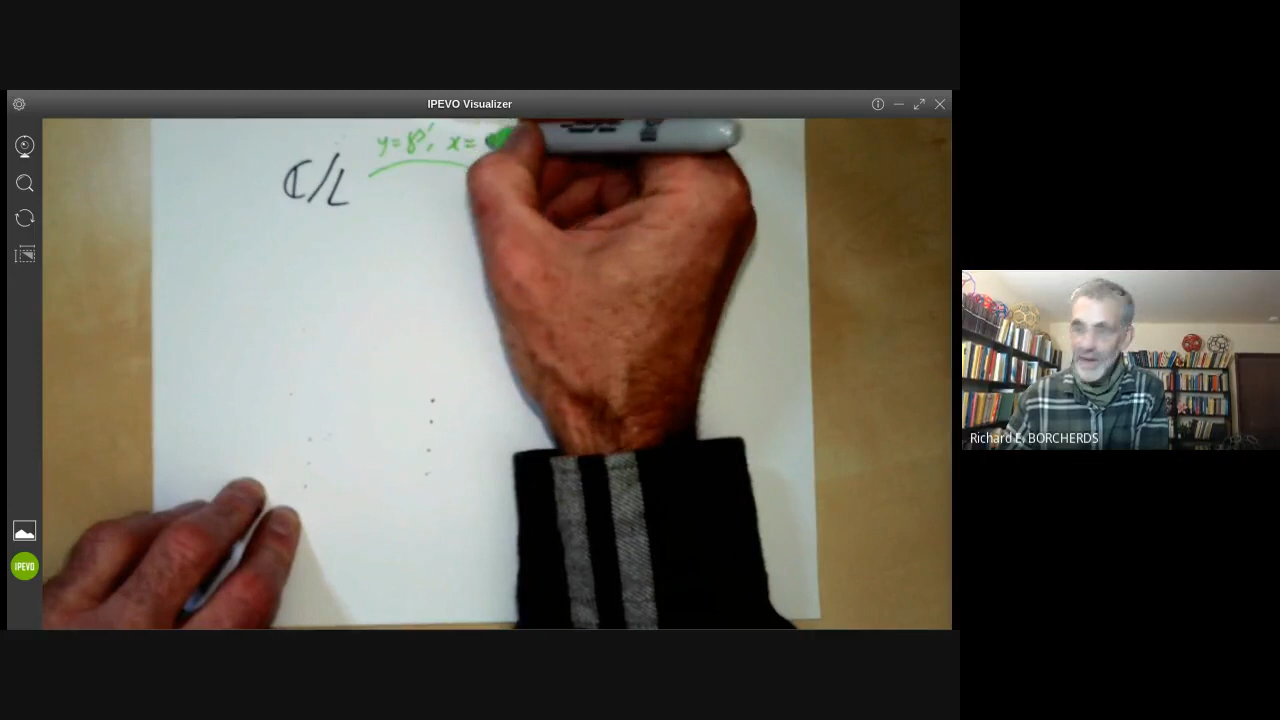 IPEVO Visualizer
y=℘', x=
ℂ/L
IPEVO
Richard E. BORCHERDS